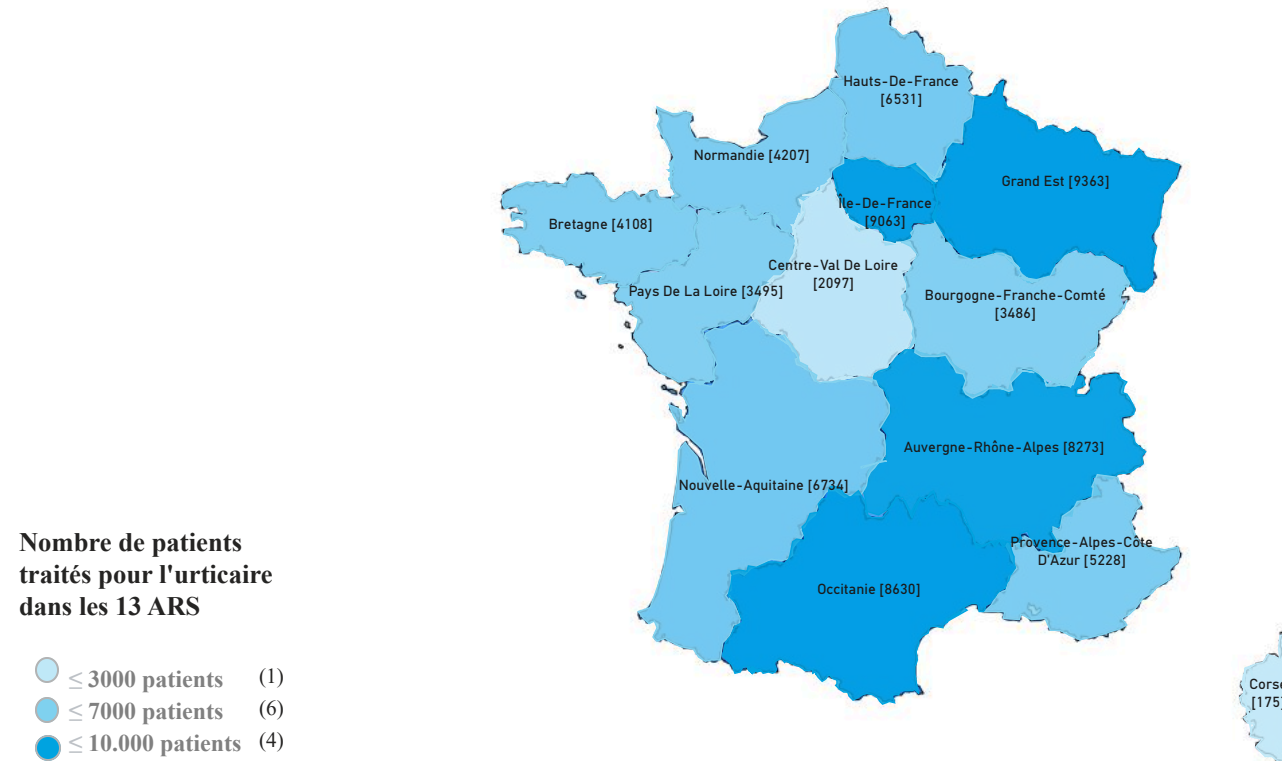 Hauts-De-France
[6531]
Normandie [4207]
Grand Est [9363]
Île-De-France
[9063]
Bretagne [4108]
Centre-Val De Loire
[2097]
Pays De La Loire [3495]
Bourgogne-Franche-Comté
[3486]
Auvergne-Rhône-Alpes [8273]
Nouvelle-Aquitaine [6734]
Provence-Alpes-Côte
D'Azur [5228]
Occitanie [8630]
Corse
[175]
Nombre de patients
traités pour l'urticaire
dans les 13 ARS
≤ 3000 patients (1)
≤ 7000 patients (6)
≤ 10.000 patients (4)